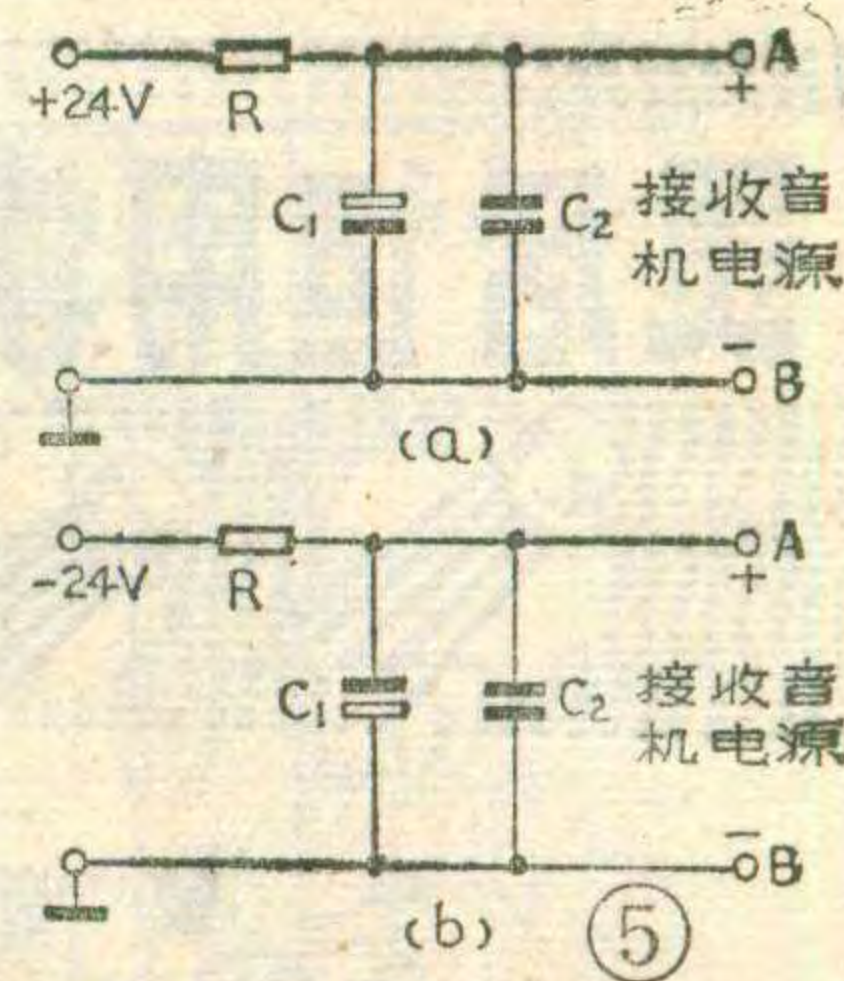 +24V R C₁ C₂ A
+
接收音
机电源
− B
(a)
-24V R C₁ C₂ A
+
接收音
机电源
− B
(b) ⑤